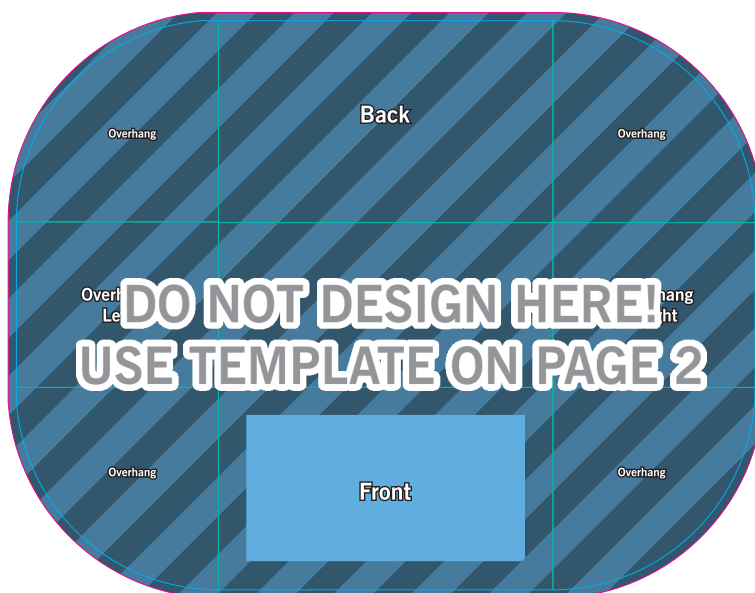 Back
Overhang
Overhang
DO NOT DESIGN HERE!
USE TEMPLATE ON PAGE 2
Overhang
Overhang
Front